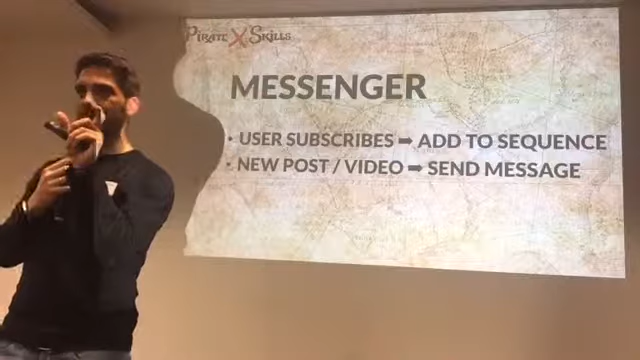 PIRATE X SKILLS
MESSENGER
• USER SUBSCRIBES ➡ ADD TO SEQUENCE
• NEW POST / VIDEO ➡ SEND MESSAGE